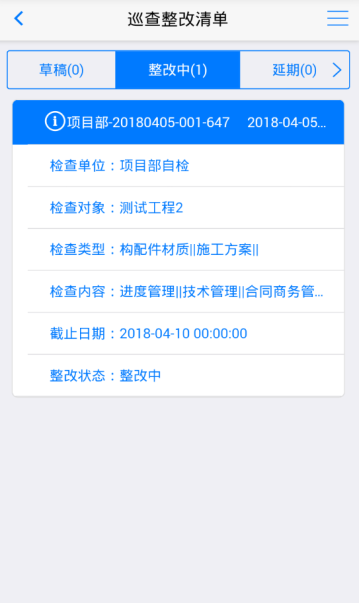 巡查整改清单
草稿(0) 整改中(1) 延期(0)
项目部-20180405-001-647 2018-04-05...
检查单位：项目部自检
检查对象：测试工程2
检查类型：构配件材质||施工方案||
检查内容：进度管理||技术管理||合同商务管...
截止日期：2018-04-10 00:00:00
整改状态：整改中